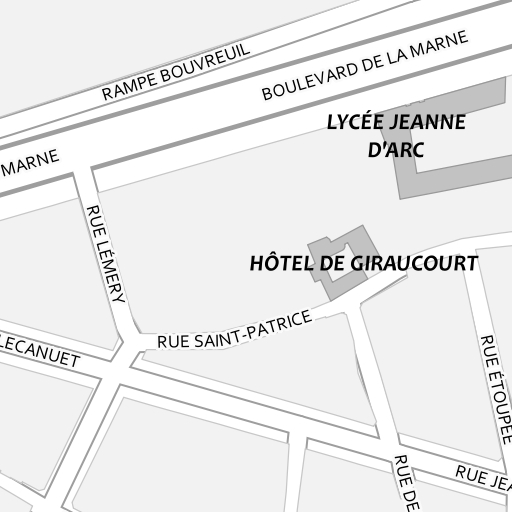 RAMPE BOUVREUIL
BOULEVARD DE LA MARNE
LYCÉE JEANNE
D'ARC
MARNE
RUE LÉMERY
HÔTEL DE GIRAUCOURT
RUE SAINT-PATRICE
LECANUET
RUE ÉTOUPÉE
RUE DE
RUE JEA